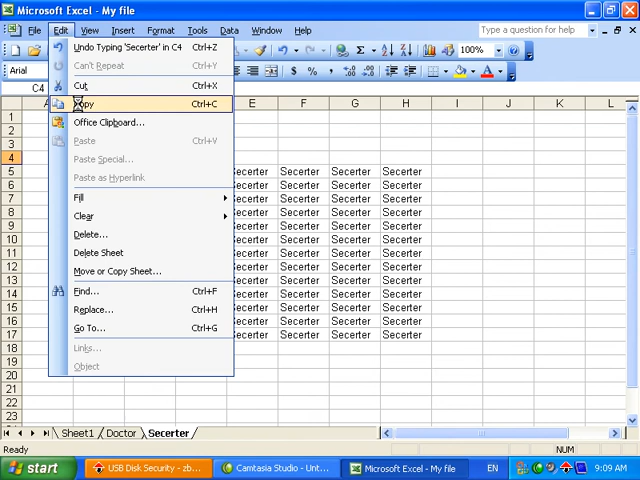 Microsoft Excel - My file
File Edit View Insert Format Tools Data Window Help Type a question for help
100%
Arial B I U
C4
E F G H I J K L
1
2
3
4
5 Secerter Secerter Secerter Secerter
6 Secerter Secerter Secerter Secerter
7 Secerter Secerter Secerter Secerter
8 Secerter Secerter Secerter Secerter
9 Secerter Secerter Secerter Secerter
10 Secerter Secerter Secerter Secerter
11 Secerter Secerter Secerter Secerter
12 Secerter Secerter Secerter Secerter
13 Secerter Secerter Secerter Secerter
14 Secerter Secerter Secerter Secerter
15 Secerter Secerter Secerter Secerter
16 Secerter Secerter Secerter Secerter
17 Secerter Secerter Secerter Secerter
18
19
20
21
22
23
Undo Typing 'Secerter' in C4 Ctrl+Z
Can't Repeat Ctrl+Y
Cut Ctrl+X
Copy Ctrl+C
Office Clipboard...
Paste Ctrl+V
Paste Special...
Paste as Hyperlink
Fill
Clear
Delete...
Delete Sheet
Move or Copy Sheet...
Find... Ctrl+F
Replace... Ctrl+H
Go To... Ctrl+G
Links...
Object
Sheet1 Doctor Secerter
Ready NUM
start USB Disk Security - zb... Camtasia Studio - Unt... Microsoft Excel - My file EN 9:09 AM